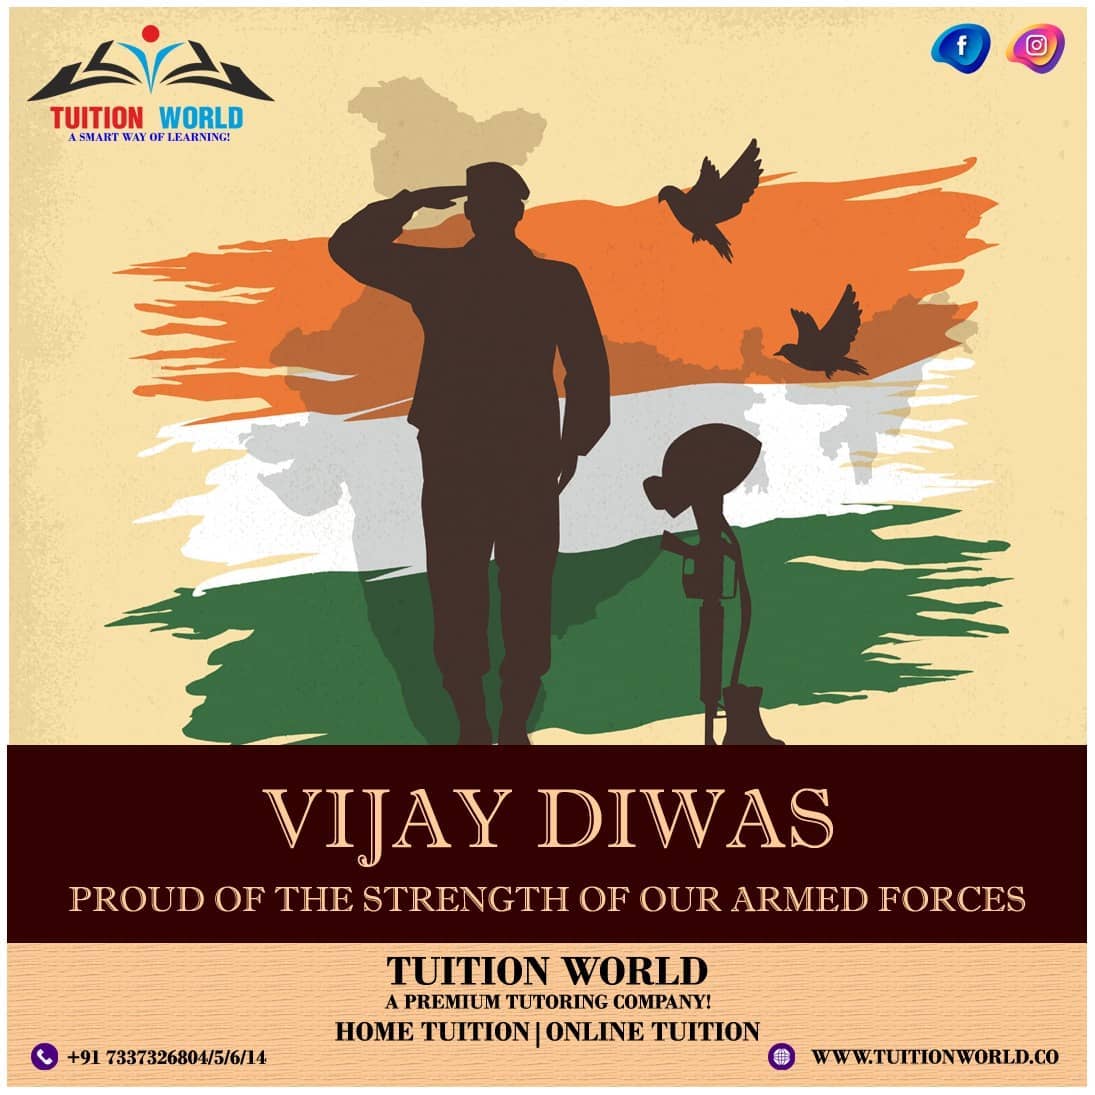 TUITION WORLD
A SMART WAY OF LEARNING!
f
VIJAY DIWAS
PROUD OF THE STRENGTH OF OUR ARMED FORCES
TUITION WORLD
A PREMIUM TUTORING COMPANY!
HOME TUITION|ONLINE TUITION
+91 7337326804/5/6/14
WWW.TUITIONWORLD.CO